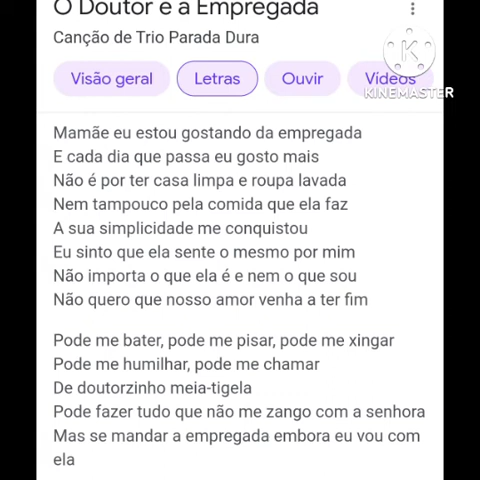 O Doutor e a Empregada
Canção de Trio Parada Dura
Visão geral
Letras
Ouvir
Vídeos
K
KINEMASTER
Mamãe eu estou gostando da empregada
E cada dia que passa eu gosto mais
Não é por ter casa limpa e roupa lavada
Nem tampouco pela comida que ela faz
A sua simplicidade me conquistou
Eu sinto que ela sente o mesmo por mim
Não importa o que ela é e nem o que sou
Não quero que nosso amor venha a ter fim
Pode me bater, pode me pisar, pode me xingar
Pode me humilhar, pode me chamar
De doutorzinho meia-tigela
Pode fazer tudo que não me zango com a senhora
Mas se mandar a empregada embora eu vou com
ela